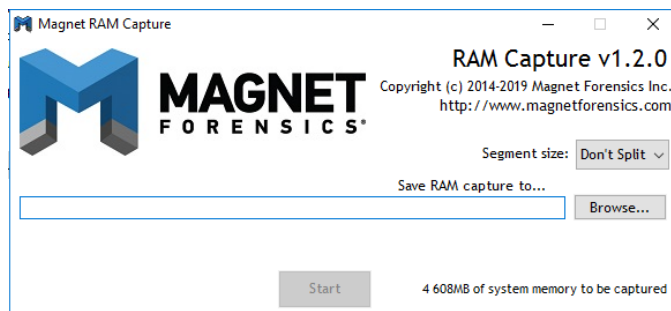 Magnet RAM Capture
RAM Capture v1.2.0
Copyright (c) 2014-2019 Magnet Forensics Inc.
http://www.magnetforensics.com
MAGNET
FORENSICS®
Segment size: Don't Split
Save RAM capture to...
Browse...
Start
4 608MB of system memory to be captured